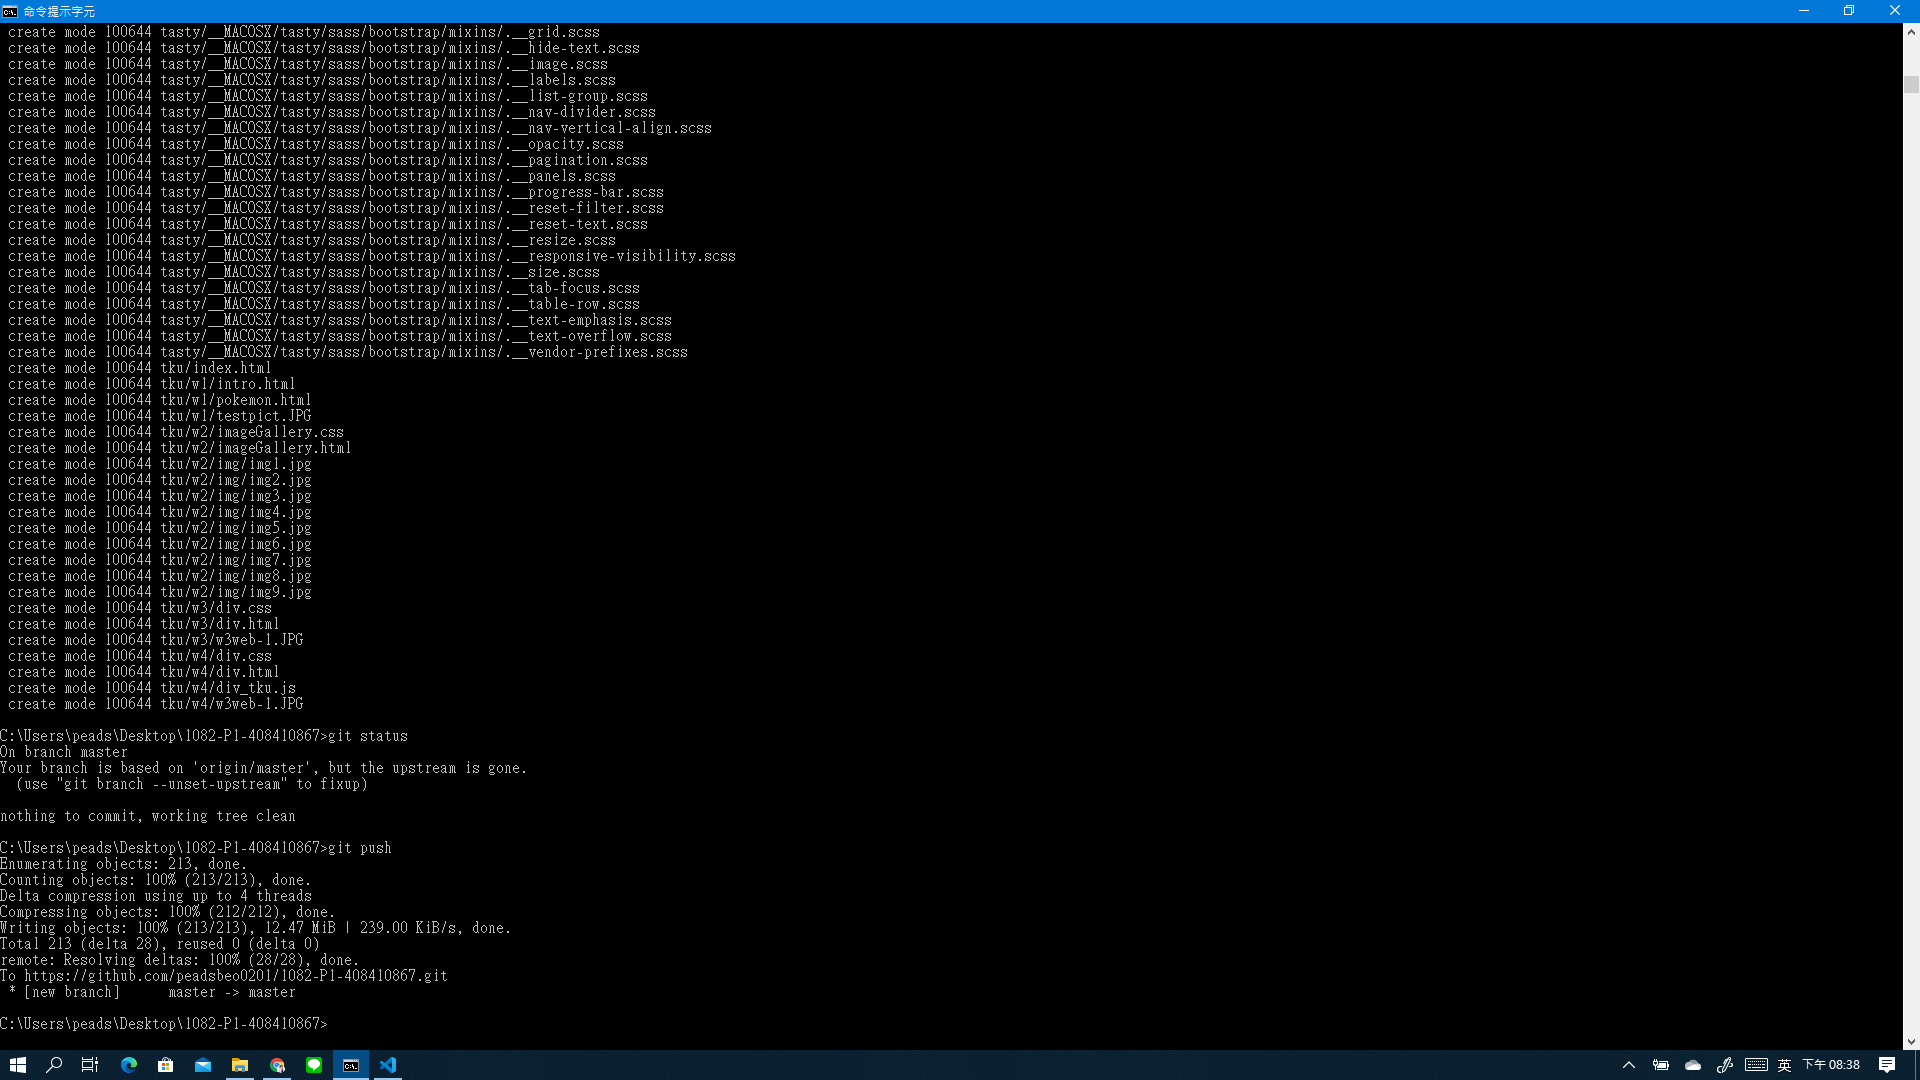 命令提示字元
create mode 100644 tasty/__MACOSX/tasty/sass/bootstrap/mixins/.__grid.scss
create mode 100644 tasty/__MACOSX/tasty/sass/bootstrap/mixins/.__hide-text.scss
create mode 100644 tasty/__MACOSX/tasty/sass/bootstrap/mixins/.__image.scss
create mode 100644 tasty/__MACOSX/tasty/sass/bootstrap/mixins/.__labels.scss
create mode 100644 tasty/__MACOSX/tasty/sass/bootstrap/mixins/.__list-group.scss
create mode 100644 tasty/__MACOSX/tasty/sass/bootstrap/mixins/.__nav-divider.scss
create mode 100644 tasty/__MACOSX/tasty/sass/bootstrap/mixins/.__nav-vertical-align.scss
create mode 100644 tasty/__MACOSX/tasty/sass/bootstrap/mixins/.__opacity.scss
create mode 100644 tasty/__MACOSX/tasty/sass/bootstrap/mixins/.__pagination.scss
create mode 100644 tasty/__MACOSX/tasty/sass/bootstrap/mixins/.__panels.scss
create mode 100644 tasty/__MACOSX/tasty/sass/bootstrap/mixins/.__progress-bar.scss
create mode 100644 tasty/__MACOSX/tasty/sass/bootstrap/mixins/.__reset-filter.scss
create mode 100644 tasty/__MACOSX/tasty/sass/bootstrap/mixins/.__reset-text.scss
create mode 100644 tasty/__MACOSX/tasty/sass/bootstrap/mixins/.__resize.scss
create mode 100644 tasty/__MACOSX/tasty/sass/bootstrap/mixins/.__responsive-visibility.scss
create mode 100644 tasty/__MACOSX/tasty/sass/bootstrap/mixins/.__size.scss
create mode 100644 tasty/__MACOSX/tasty/sass/bootstrap/mixins/.__tab-focus.scss
create mode 100644 tasty/__MACOSX/tasty/sass/bootstrap/mixins/.__table-row.scss
create mode 100644 tasty/__MACOSX/tasty/sass/bootstrap/mixins/.__text-emphasis.scss
create mode 100644 tasty/__MACOSX/tasty/sass/bootstrap/mixins/.__text-overflow.scss
create mode 100644 tasty/__MACOSX/tasty/sass/bootstrap/mixins/.__vendor-prefixes.scss
create mode 100644 tku/index.html
create mode 100644 tku/w1/intro.html
create mode 100644 tku/w1/pokemon.html
create mode 100644 tku/w1/testpict.JPG
create mode 100644 tku/w2/imageGallery.css
create mode 100644 tku/w2/imageGallery.html
create mode 100644 tku/w2/img/img1.jpg
create mode 100644 tku/w2/img/img2.jpg
create mode 100644 tku/w2/img/img3.jpg
create mode 100644 tku/w2/img/img4.jpg
create mode 100644 tku/w2/img/img5.jpg
create mode 100644 tku/w2/img/img6.jpg
create mode 100644 tku/w2/img/img7.jpg
create mode 100644 tku/w2/img/img8.jpg
create mode 100644 tku/w2/img/img9.jpg
create mode 100644 tku/w3/div.css
create mode 100644 tku/w3/div.html
create mode 100644 tku/w3/w3web-1.JPG
create mode 100644 tku/w4/div.css
create mode 100644 tku/w4/div.html
create mode 100644 tku/w4/div_tku.js
create mode 100644 tku/w4/w3web-1.JPG
C:\Users\peads\Desktop\1082-P1-408410867>git status
On branch master
Your branch is based on 'origin/master', but the upstream is gone.
(use "git branch --unset-upstream" to fixup)
nothing to commit, working tree clean
C:\Users\peads\Desktop\1082-P1-408410867>git push
Enumerating objects: 213, done.
Counting objects: 100% (213/213), done.
Delta compression using up to 4 threads
Compressing objects: 100% (212/212), done.
Writing objects: 100% (213/213), 12.47 MiB | 239.00 KiB/s, done.
Total 213 (delta 28), reused 0 (delta 0)
remote: Resolving deltas: 100% (28/28), done.
To https://github.com/peadsbeo0201/1082-P1-408410867.git
* [new branch]      master -> master
C:\Users\peads\Desktop\1082-P1-408410867>
英 下午 08:38